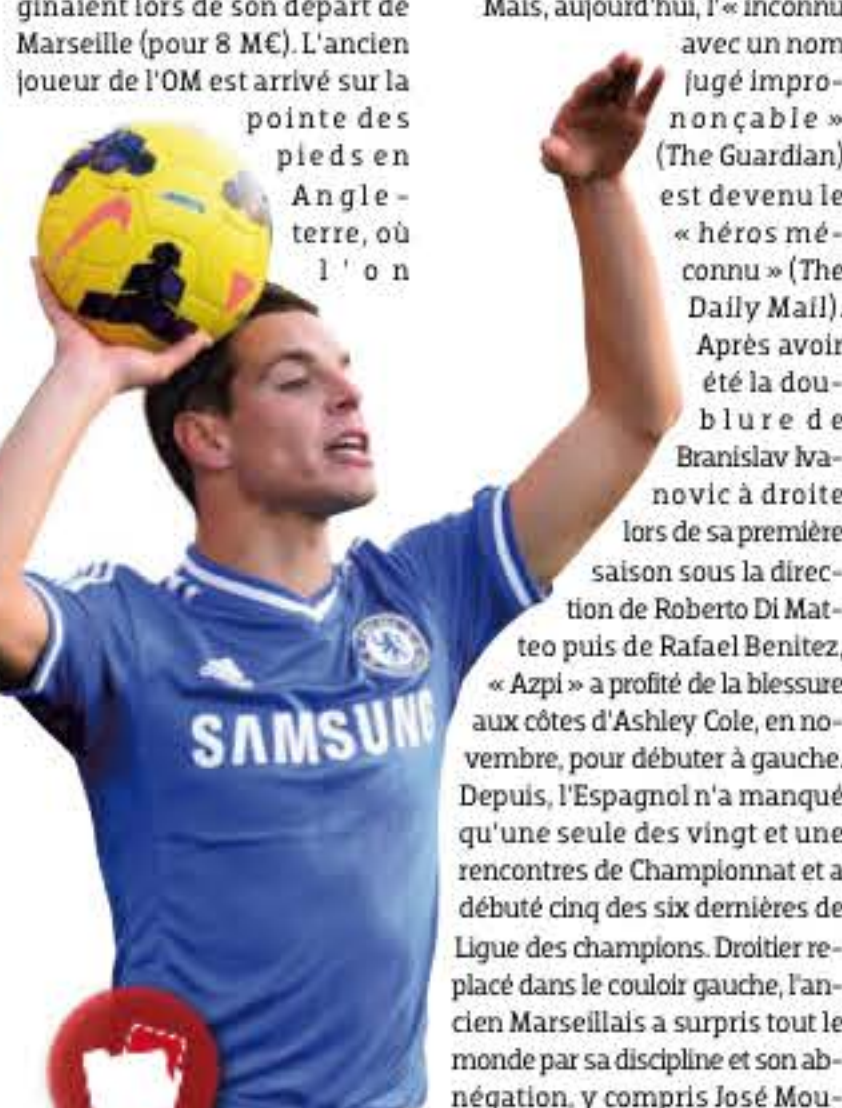 ginaient lors de son départ de
Marseille (pour 8 M€). L'ancien
joueur de l'OM est arrivé sur la
pointe des
pieds en
Angle-
terre, où
l'on
Mais, aujourd'hui, l'« inconnu
avec un nom
jugé impro-
nonçable »
(The Guardian)
est devenu le
« héros mé-
connu » (The
Daily Mail).
Après avoir
été la dou-
blure de
Branislav Iva-
novic à droite
lors de sa première
saison sous la direc-
tion de Roberto Di Mat-
teo puis de Rafael Benitez,
« Azpi » a profité de la blessure
aux côtes d'Ashley Cole, en no-
vembre, pour débuter à gauche.
Depuis, l'Espagnol n'a manqué
qu'une seule des vingt et une
rencontres de Championnat et a
débuté cinq des six dernières de
Ligue des champions. Droitier re-
placé dans le couloir gauche, l'an-
cien Marseillais a surpris tout le
monde par sa discipline et son ab-
négation, y compris José Mou-
SAMSUNG